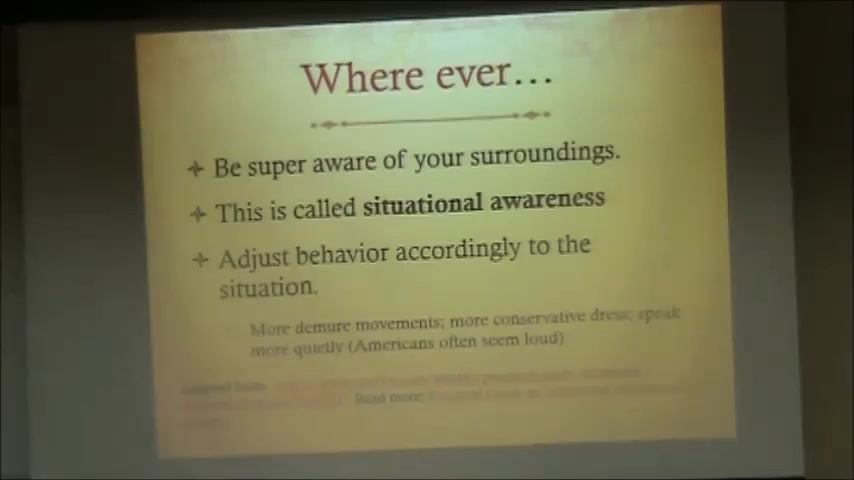 Where ever...
Be super aware of your surroundings.
This is called situational awareness
Adjust behavior accordingly to the
situation.
More demure movements; more conservative dress; speak
more quietly (Americans often seem loud)
Read more: